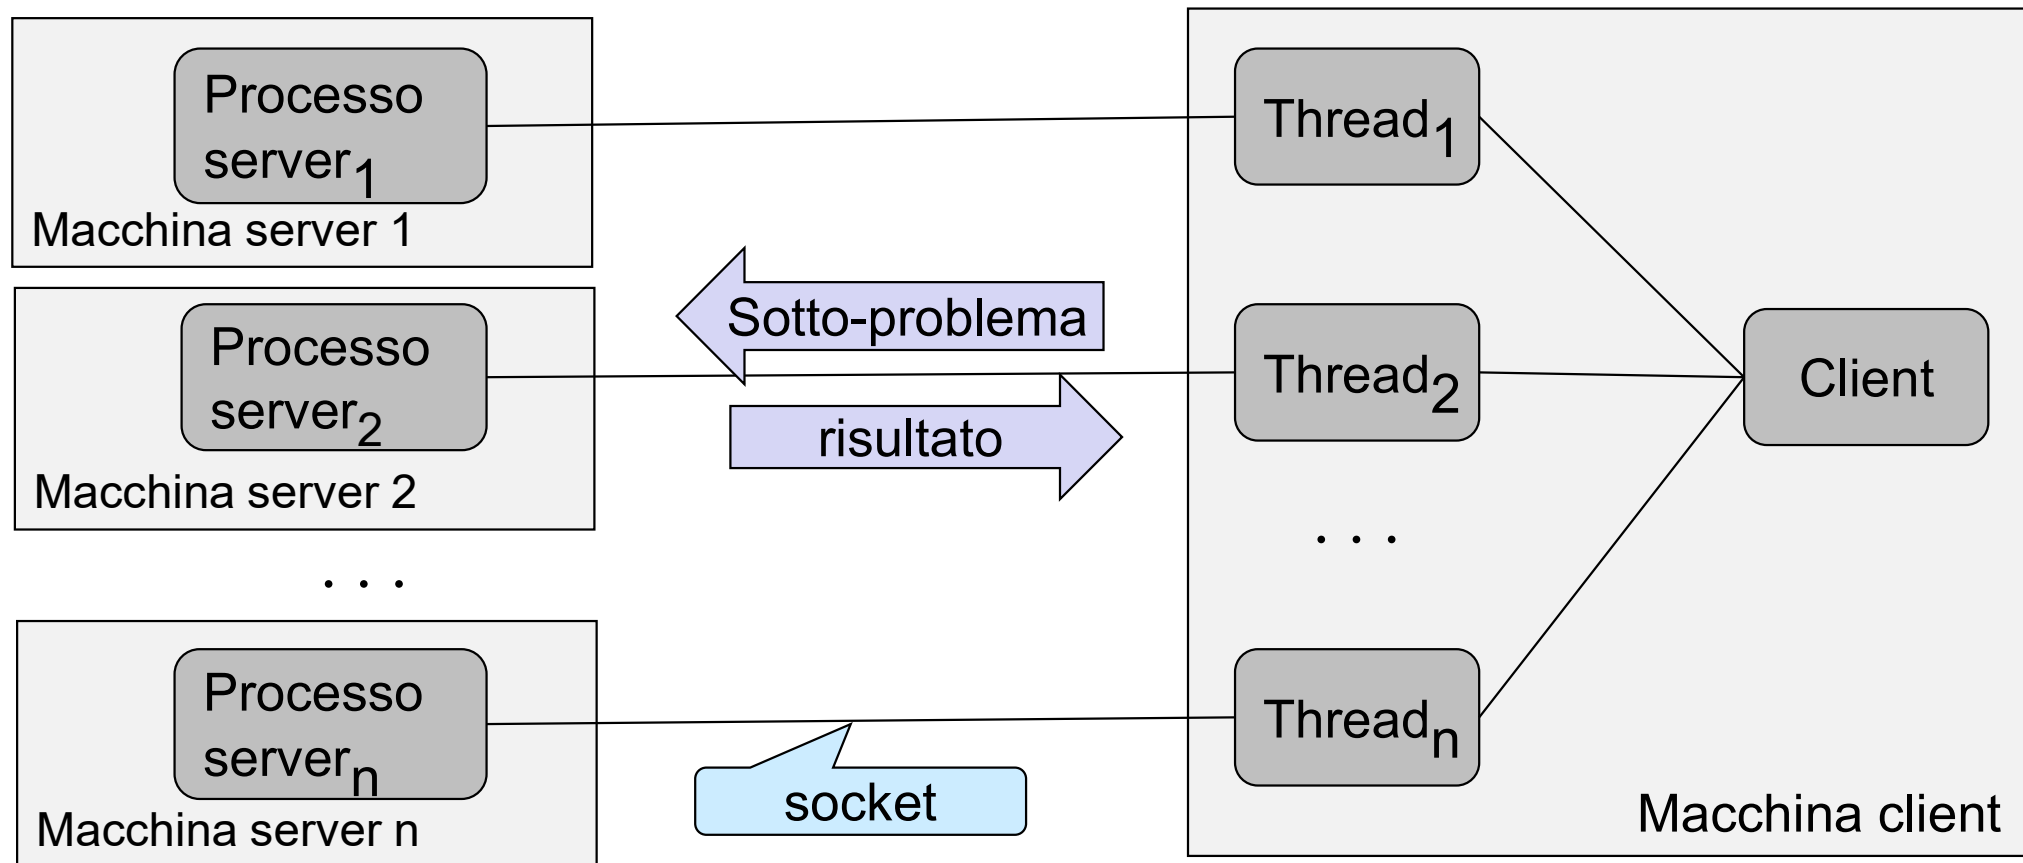 Processo
server₁
Macchina server 1
Processo
server₂
Macchina server 2
. . .
Processo
serverₙ
Macchina server n
Sotto-problema
risultato
socket
Thread₁
Thread₂
. . .
Threadₙ
Client
Macchina client